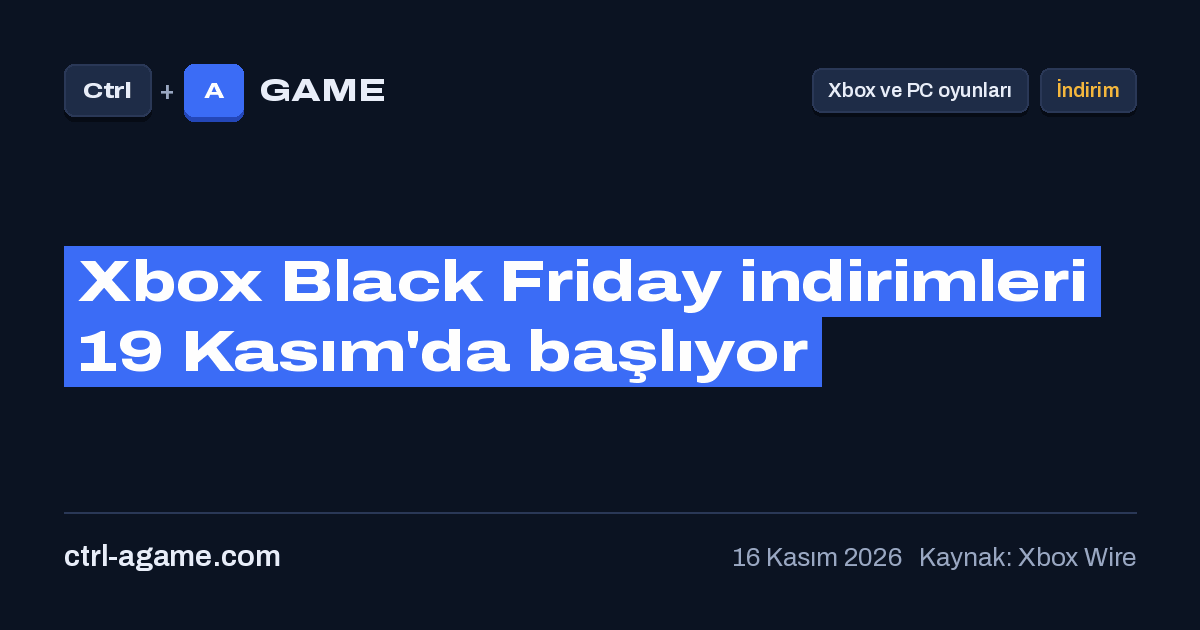 Ctrl + A GAME
Xbox ve PC oyunları
İndirim
Xbox Black Friday indirimleri
19 Kasım'da başlıyor
ctrl-agame.com
16 Kasım 2026 Kaynak: Xbox Wire